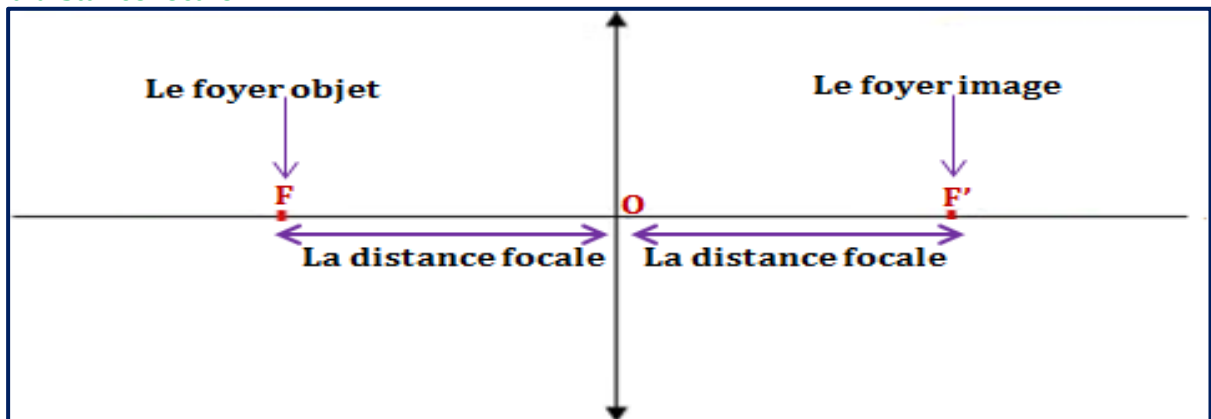 Le foyer objet
Le foyer image
F
O
F’
La distance focale
La distance focale